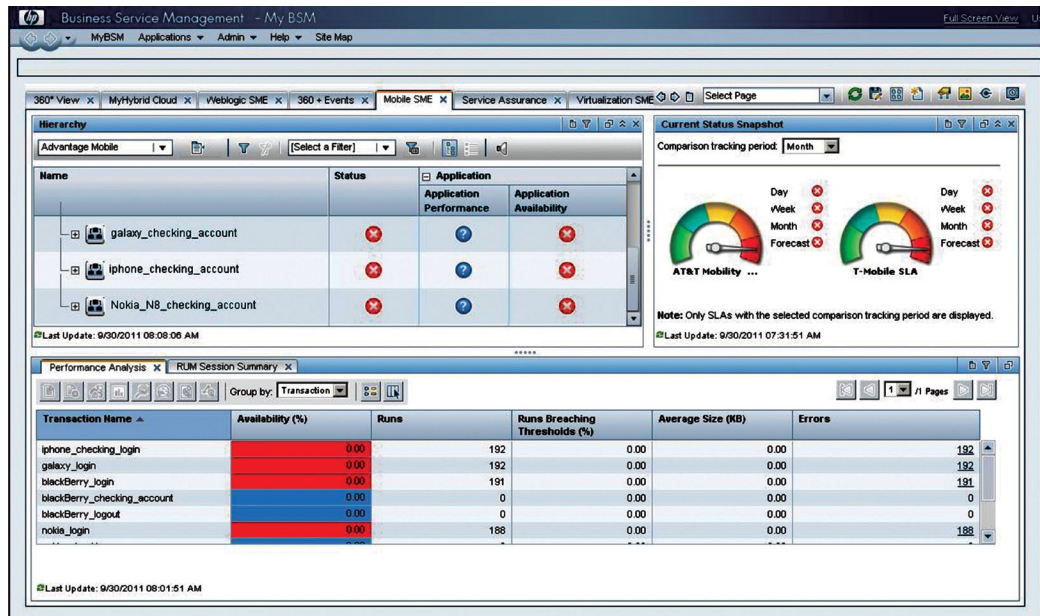 hp Business Service Management - My BSM
Full Screen View
MyBSM Applications Admin Help Site Map
360° View x MyHybrid Cloud x Weblogic SME x 360 + Events x Mobile SME x Service Assurance x Virtualization SME Select Page
Hierarchy
Advantage Mobile [Select a Filter]
Name Status Application
Application Performance Application Availability
galaxy_checking_account
iphone_checking_account
Nokia_N8_checking_account
Last Update: 9/30/2011 08:08:06 AM
Current Status Snapshot
Comparison tracking period: Month
Day
Week
Month
Forecast
AT&T Mobility ...
Day
Week
Month
Forecast
T-Mobile SLA
Note: Only SLAs with the selected comparison tracking period are displayed.
Last Update: 9/30/2011 07:31:51 AM
Performance Analysis x RUM Session Summary x
Group by: Transaction 1 /1 Pages
Transaction Name Availability (%) Runs Runs Breaching Thresholds (%) Average Size (KB) Errors
iphone_checking_login 0.00 192 0.00 0.00 192
galaxy_login 0.00 192 0.00 0.00 192
blackBerry_login 0.00 191 0.00 0.00 191
blackBerry_checking_account 0.00 0 0.00 0.00 0
blackBerry_logout 0.00 0 0.00 0.00 0
nokia_login 0.00 188 0.00 0.00 188
Last Update: 9/30/2011 08:01:51 AM